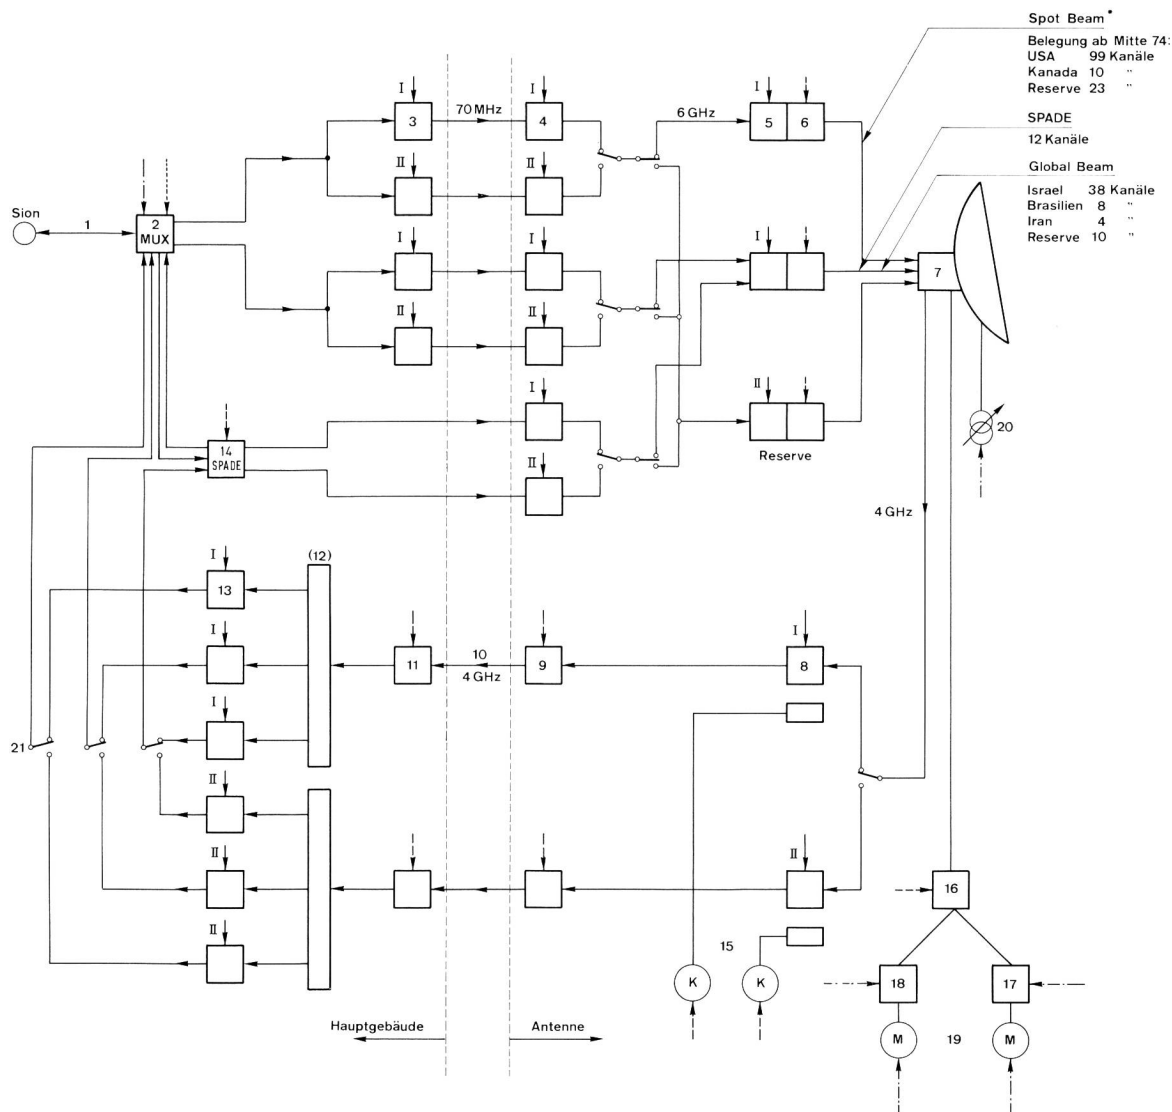 Spot Beam*
Belegung ab Mitte 74:
USA 99 Kanäle
Kanada 10 "
Reserve 23 "
SPADE
12 Kanäle
Global Beam
Israel 38 Kanäle
Brasilien 8 "
Iran 4 "
Reserve 10 "
I
I
I
3
70 MHz
4
6 GHz
5
6
II
II
Sion
1
2
MUX
I
I
I
7
II
II
I
II
14
SPADE
II
Reserve
20
4 GHz
(12)
I
13
I
I
11
10
4 GHz
9
8
I
21
II
II
II
16
II
15
K
K
18
17
Hauptgebäude
Antenne
M
19
M